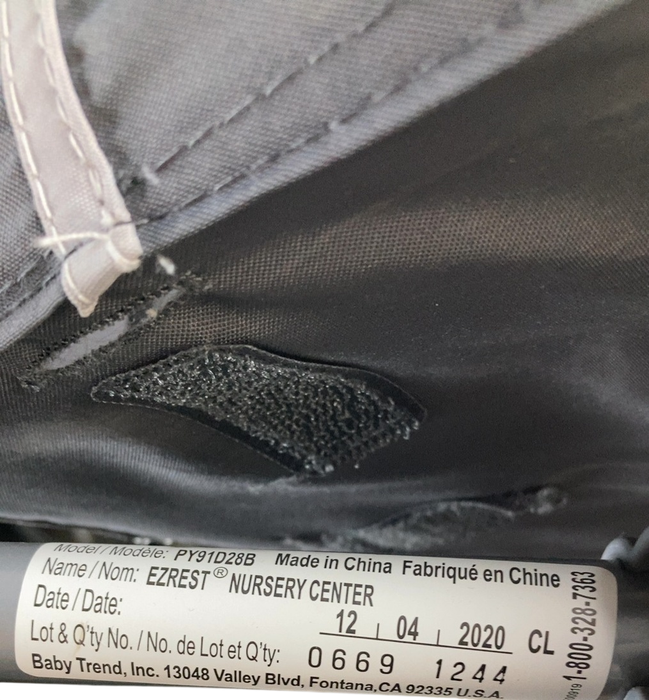 Model / Modèle: PY91D28B Made in China Fabriqué en Chine
Name / Nom: EZREST® NURSERY CENTER
Date / Date: 12 04 2020 CL
Lot & Q'ty No. / No. de Lot et Q'ty: 0669 1244
Baby Trend, Inc. 13048 Valley Blvd, Fontana, CA 92335 U.S.A.
1-800-328-7363